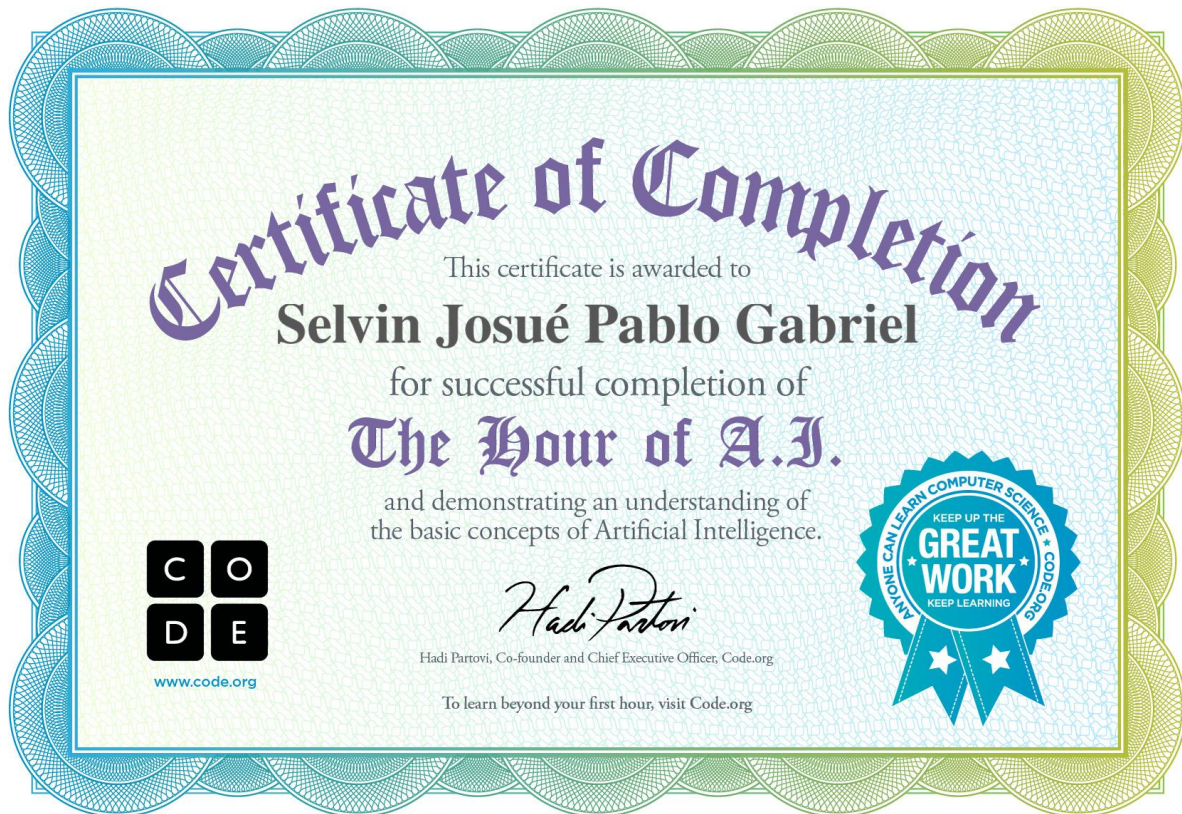 Certificate of Completion
This certificate is awarded to
Selvin Josué Pablo Gabriel
for successful completion of
The Hour of A.I.
and demonstrating an understanding of
the basic concepts of Artificial Intelligence.
C O
D E
www.code.org
Hadi Partovi
Hadi Partovi, Co-founder and Chief Executive Officer, Code.org
To learn beyond your first hour, visit Code.org
ANYONE CAN LEARN COMPUTER SCIENCE ★ CODE.ORG
KEEP UP THE
GREAT
WORK
KEEP LEARNING